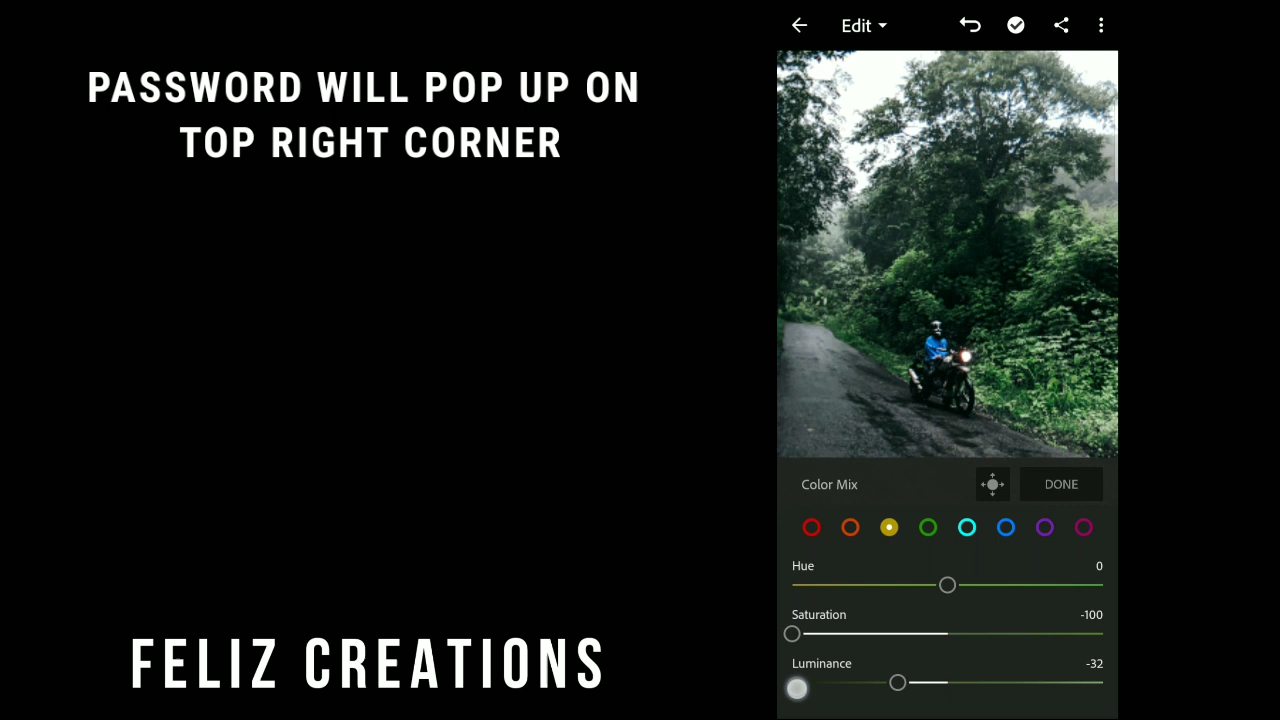 PASSWORD WILL POP UP ON
TOP RIGHT CORNER
FELIZ CREATIONS
Edit
Color Mix
DONE
Hue 0
Saturation -100
Luminance -32